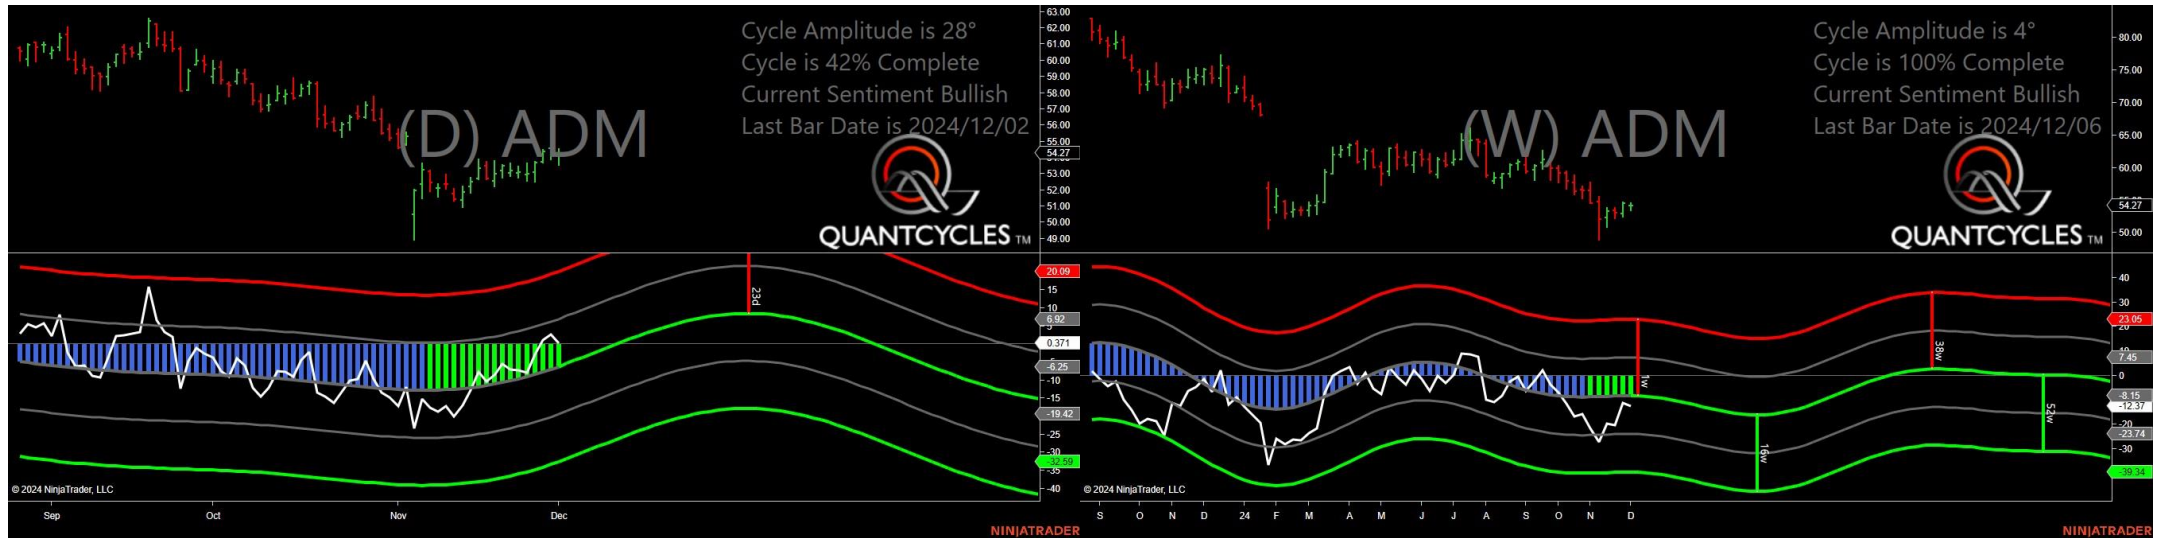 Cycle Amplitude is 28°
Cycle is 42% Complete
Current Sentiment Bullish
Last Bar Date is 2024/12/02
(D) ADM
QUANTCYCLES TM
63.00
62.00
61.00
60.00
59.00
58.00
57.00
56.00
55.00
54.27
53.00
52.00
51.00
50.00
49.00
23d
20.09
15
10
6.92
0.371
-6.25
-10
-15
-19.42
-25
-30
-32.59
-35
-40
© 2024 NinjaTrader, LLC
Sep Oct Nov Dec
NINJATRADER
Cycle Amplitude is 4°
Cycle is 100% Complete
Current Sentiment Bullish
Last Bar Date is 2024/12/06
(W) ADM
QUANTCYCLES TM
80.00
75.00
70.00
65.00
60.00
54.27
50.00
1w
16w
38w
52w
40
30
23.05
20
7.45
0
-8.15
-12.37
-20
-23.74
-30
-39.34
© 2024 NinjaTrader, LLC
S O N D 24 F M A M J J A S O N D
NINJATRADER